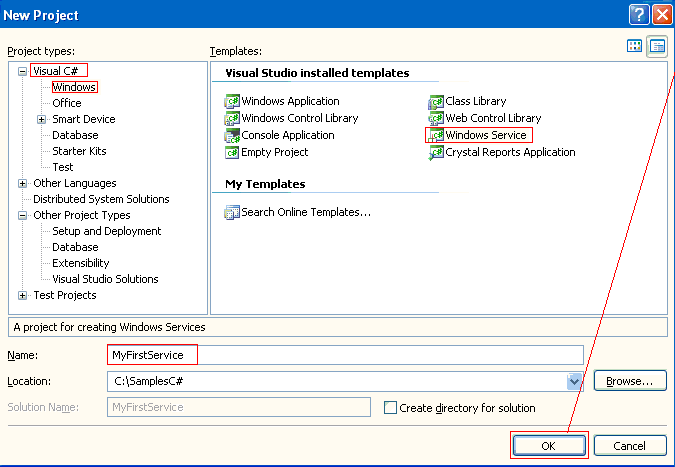 New Project
Project types:
Templates:
Visual C#
Windows
Office
Smart Device
Database
Starter Kits
Test
Other Languages
Distributed System Solutions
Other Project Types
Setup and Deployment
Database
Extensibility
Visual Studio Solutions
Test Projects
Visual Studio installed templates
Windows Application
Class Library
Windows Control Library
Web Control Library
Console Application
Windows Service
Empty Project
Crystal Reports Application
My Templates
Search Online Templates...
A project for creating Windows Services
Name:
MyFirstService
Location:
C:\SamplesC#
Browse...
Solution Name:
MyFirstService
Create directory for solution
OK
Cancel